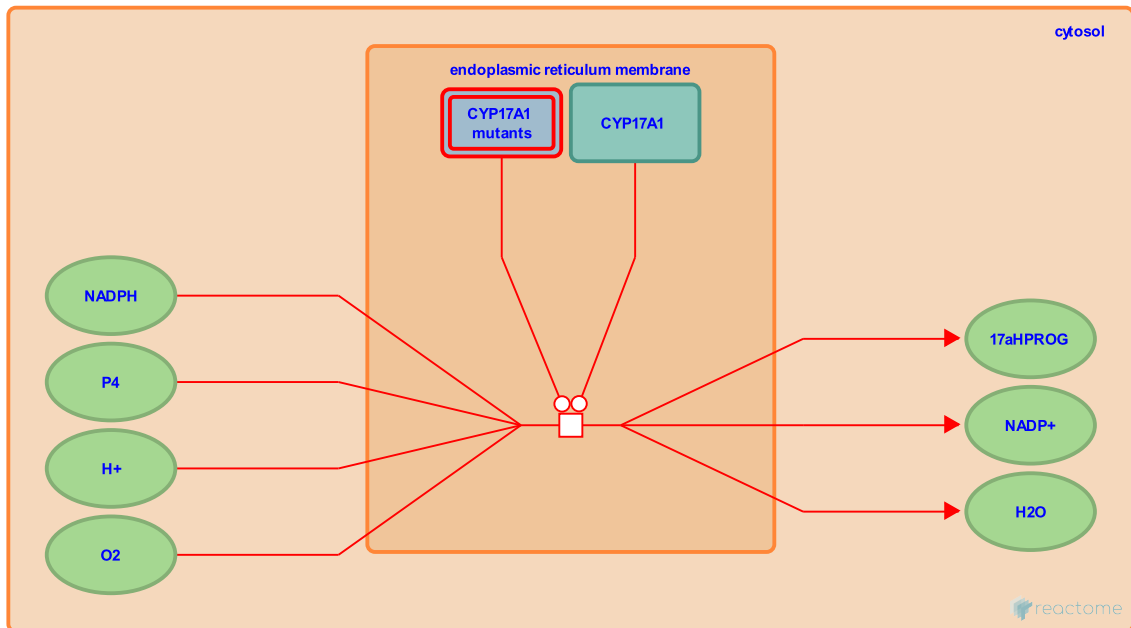 cytosol
endoplasmic reticulum membrane
CYP17A1
mutants
CYP17A1
NADPH
P4
H+
O2
17aHPROG
NADP+
H2O
reactome